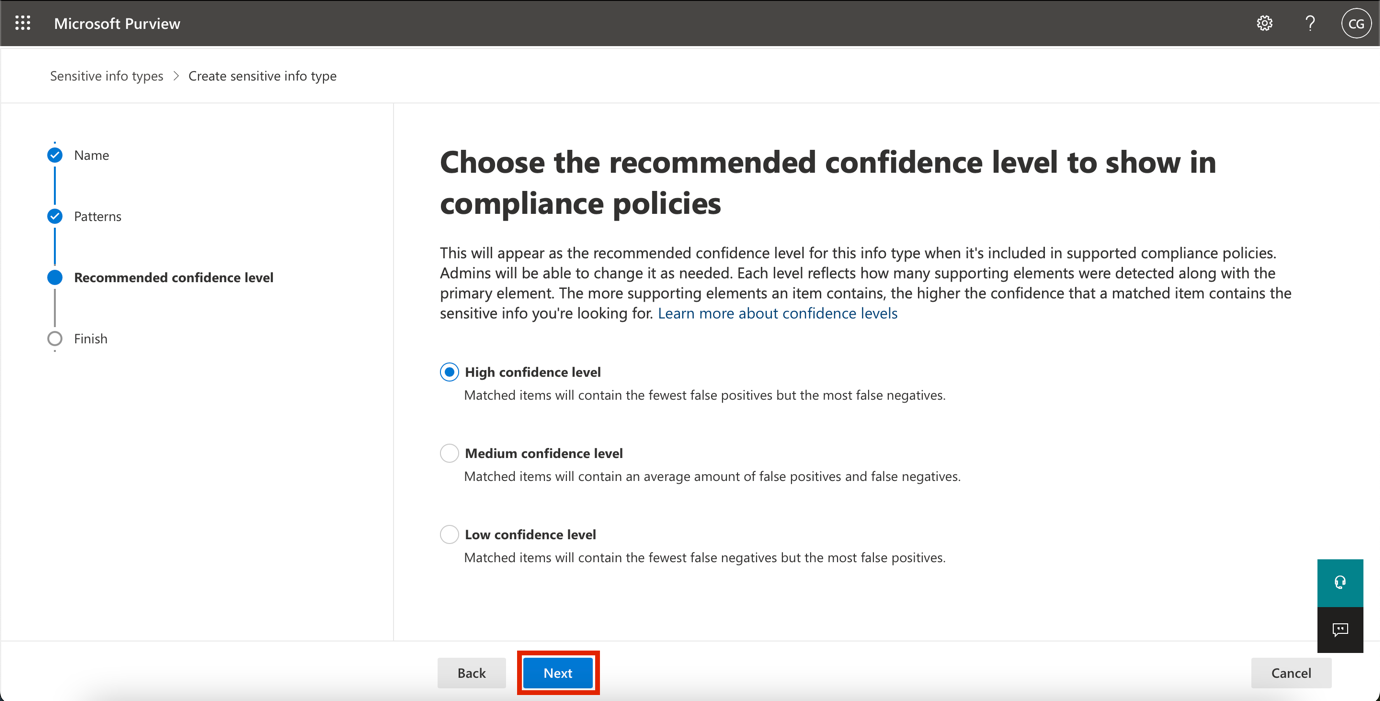 Microsoft Purview
?
CG
Sensitive info types > Create sensitive info type
Name
Patterns
Recommended confidence level
Finish
Choose the recommended confidence level to show in
compliance policies
This will appear as the recommended confidence level for this info type when it's included in supported compliance policies.
Admins will be able to change it as needed. Each level reflects how many supporting elements were detected along with the
primary element. The more supporting elements an item contains, the higher the confidence that a matched item contains the
sensitive info you're looking for. Learn more about confidence levels
High confidence level
Matched items will contain the fewest false positives but the most false negatives.
Medium confidence level
Matched items will contain an average amount of false positives and false negatives.
Low confidence level
Matched items will contain the fewest false negatives but the most false positives.
Back
Next
Cancel